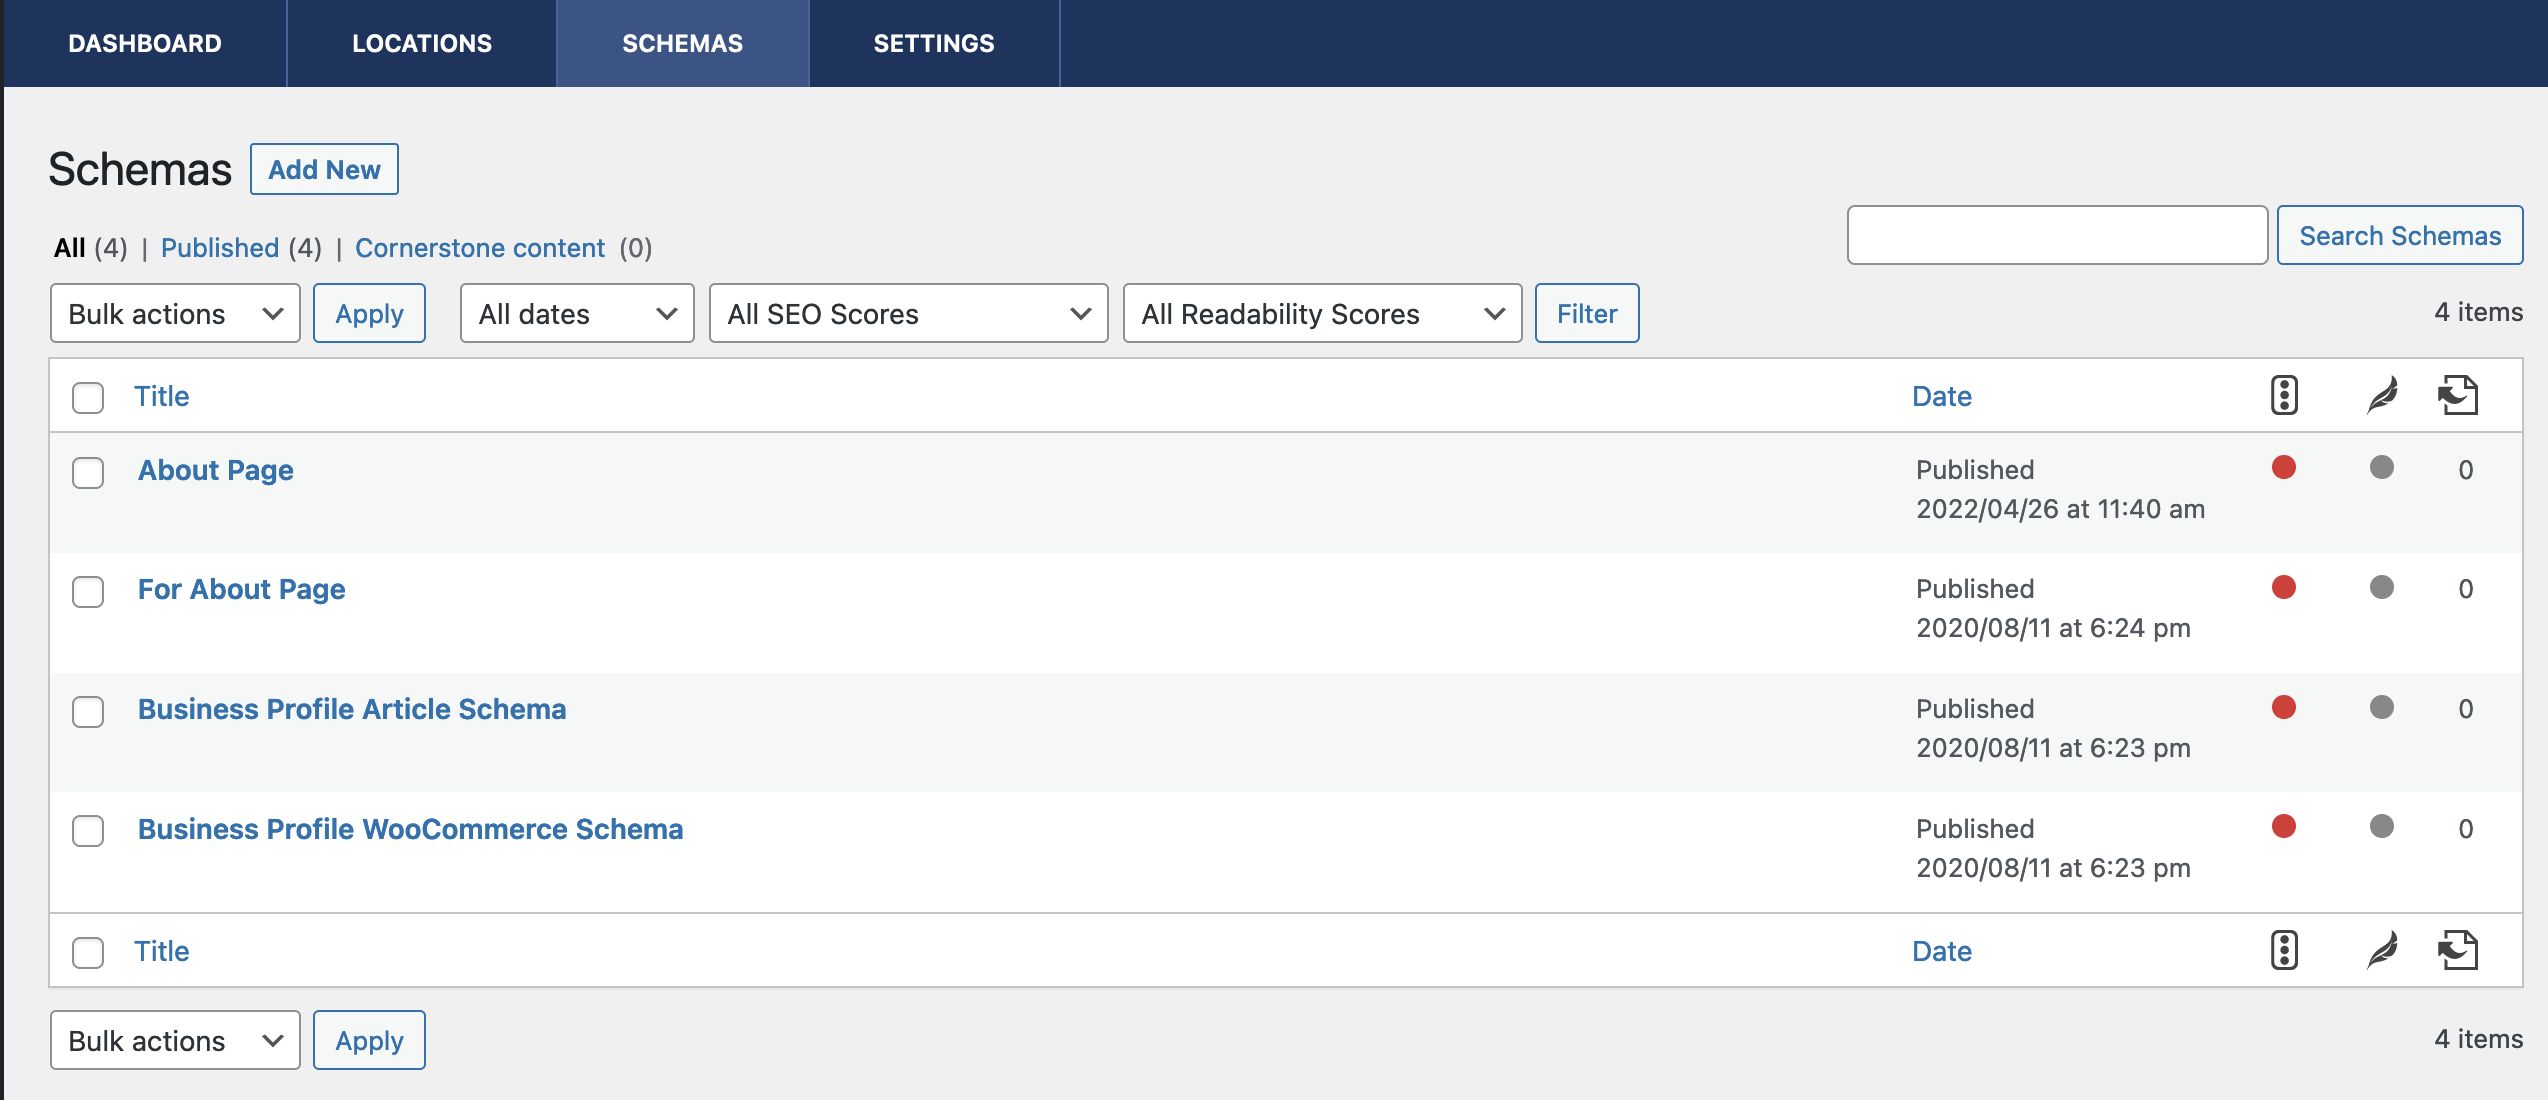 DASHBOARD LOCATIONS SCHEMAS SETTINGS
Schemas Add New
All (4) | Published (4) | Cornerstone content (0)
Search Schemas
Bulk actions Apply All dates All SEO Scores All Readability Scores Filter 4 items
Title Date
About Page Published 0
2022/04/26 at 11:40 am
For About Page Published 0
2020/08/11 at 6:24 pm
Business Profile Article Schema Published 0
2020/08/11 at 6:23 pm
Business Profile WooCommerce Schema Published 0
2020/08/11 at 6:23 pm
Title Date
Bulk actions Apply 4 items